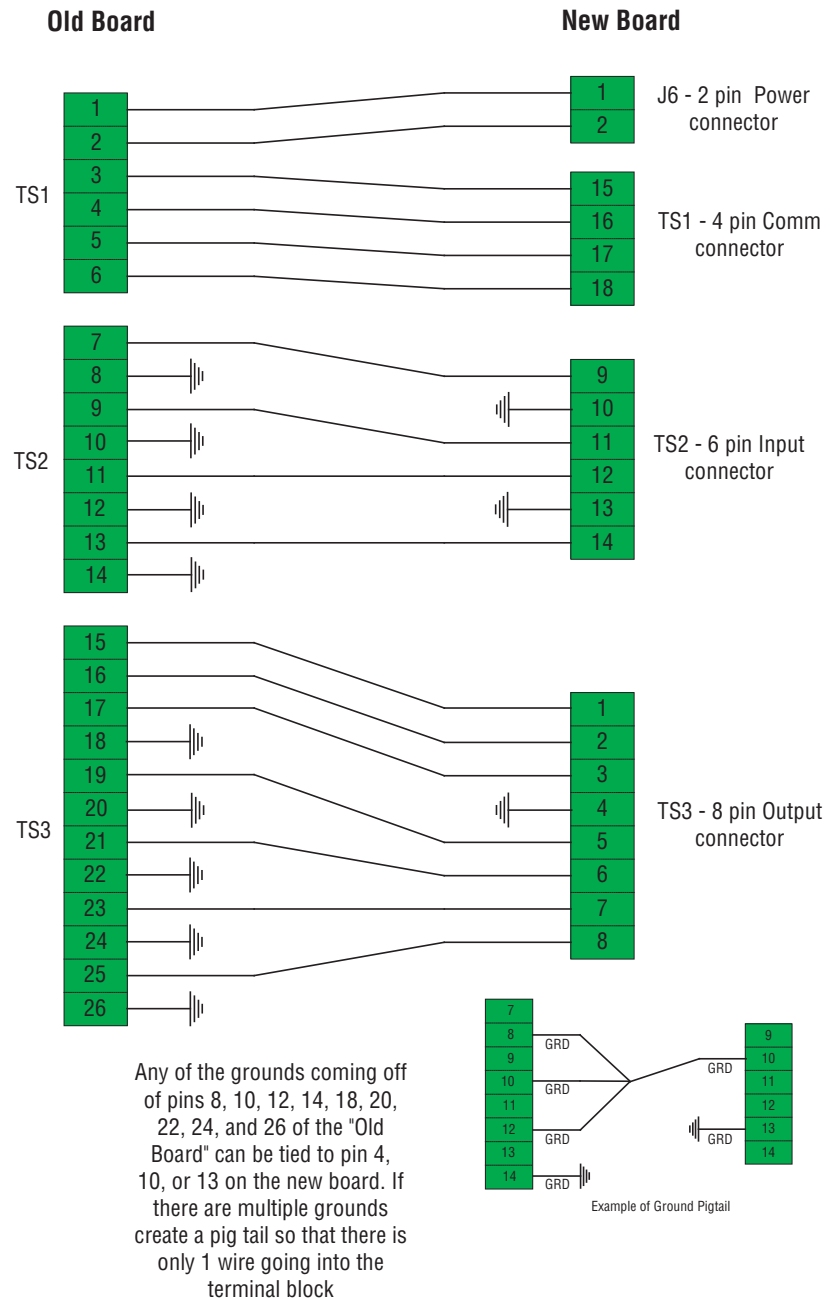 Old Board
New Board
1
2
3
4
5
6
TS1
1
2
J6 - 2 pin  Power
connector
15
16
17
18
TS1 - 4 pin Comm
connector
7
8
9
10
11
12
13
14
TS2
9
10
11
12
13
14
TS2 - 6 pin Input
connector
15
16
17
18
19
20
21
22
23
24
25
26
TS3
1
2
3
4
5
6
7
8
TS3 - 8 pin Output
connector
Any of the grounds coming off
of pins 8, 10, 12, 14, 18, 20,
22, 24, and 26 of the "Old
Board" can be tied to pin 4,
10, or 13 on the new board. If
there are multiple grounds
create a pig tail so that there is
only 1 wire going into the
terminal block
7
8
9
10
11
12
13
14
GRD
GRD
GRD
GRD
GRD
GRD
9
10
11
12
13
14
Example of Ground Pigtail